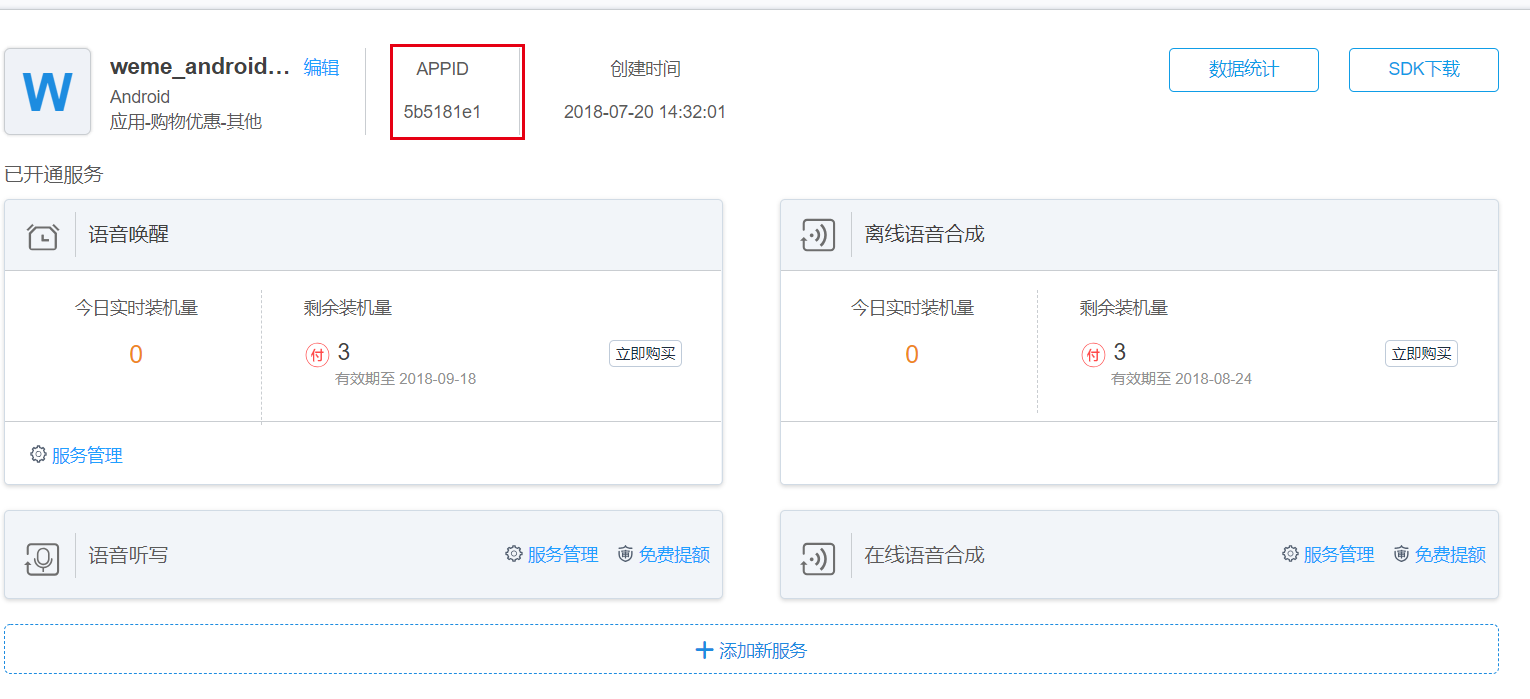 W
weme_android... 编辑
Android
应用-购物优惠-其他
APPID
5b5181e1
创建时间
2018-07-20 14:32:01
数据统计
SDK下载
已开通服务
语音唤醒
今日实时装机量
0
剩余装机量
付 3
有效期至 2018-09-18
立即购买
服务管理
离线语音合成
今日实时装机量
0
剩余装机量
付 3
有效期至 2018-08-24
立即购买
语音听写
服务管理
审 免费提额
在线语音合成
服务管理
审 免费提额
+ 添加新服务